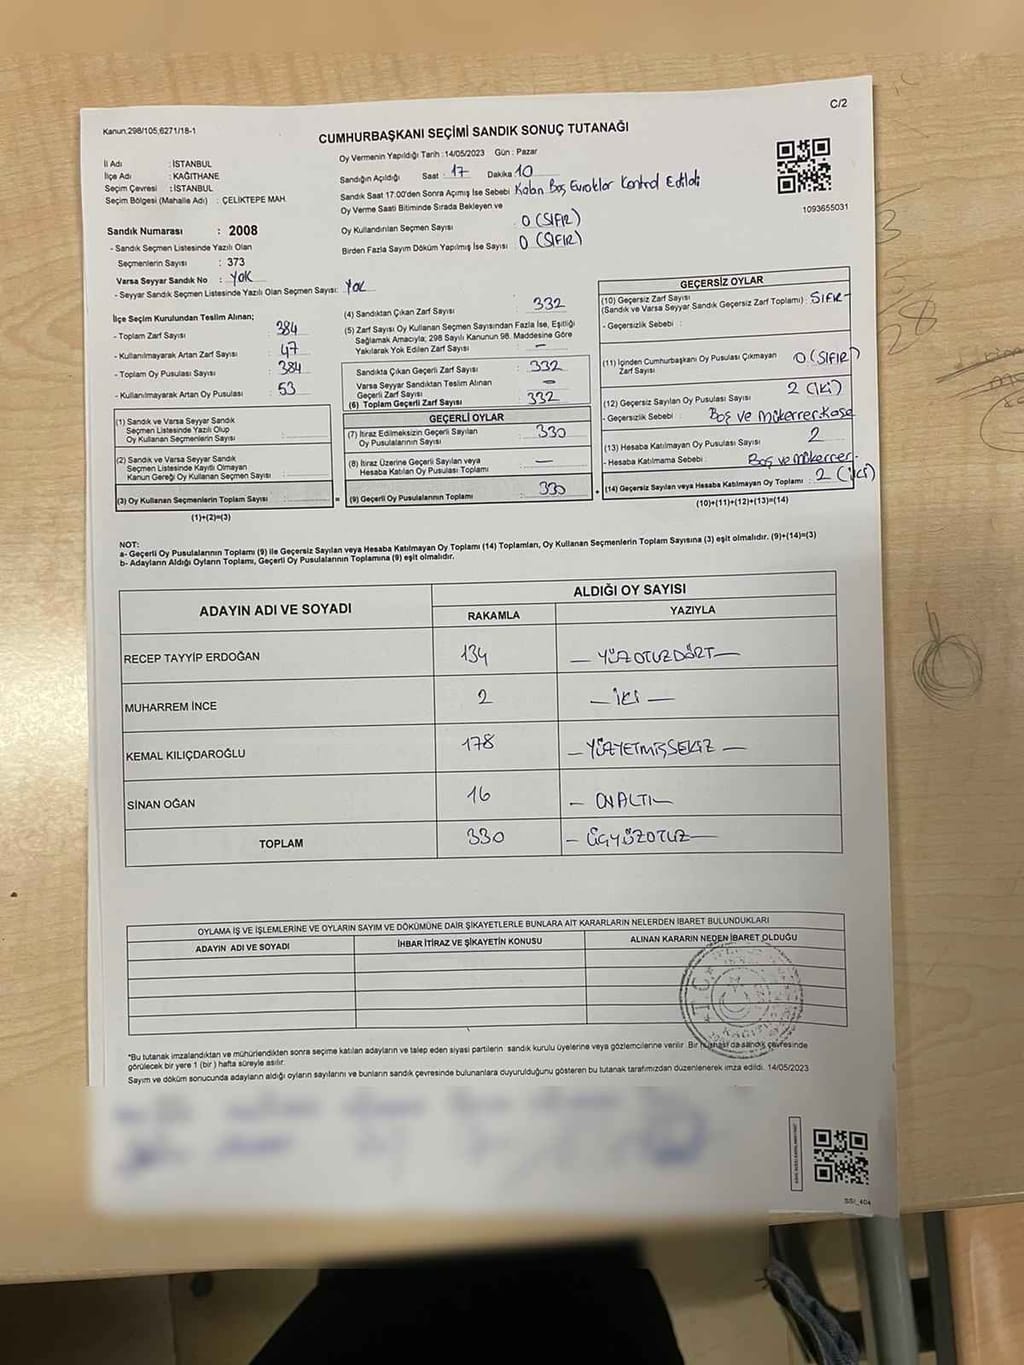 C/2
Kanun;298/105,6271/18-1
CUMHURBAŞKANI SEÇİMİ SANDIK SONUÇ TUTANAĞI
İl Adı : İSTANBUL
İlçe Adı : KAĞITHANE
Seçim Çevresi : İSTANBUL
Seçim Bölgesi (Mahalle Adı) : ÇELİKTEPE MAH.
Oy Vermenin Yapıldığı Tarih :14/05/2023 Gün : Pazar
Sandığın Açıldığı Saat : 17 Dakika 10
Sandık Saat 17:00'den Sonra Açımış İse Sebebi Kalan Boş Evraklar Kontrol Edildi
Oy Verme Saati Bitiminde Sırada Bekleyen ve
Oy Kullandırılan Seçmen Sayısı : 0 (SIFIR)
Birden Fazla Sayım Döküm Yapılmış İse Sayısı : 0 (SIFIR)
1093655031
Sandık Numarası : 2008
- Sandık Seçmen Listesinde Yazılı Olan
Seçmenlerin Sayısı : 373
Varsa Seyyar Sandık No : YOK
- Seyyar Sandık Seçmen Listesinde Yazılı Olan Seçmen Sayısı: YOK
İlçe Seçim Kurulundan Teslim Alınan;
- Toplam Zarf Sayısı : 384
- Kullanılmayarak Artan Zarf Sayısı : 47
- Toplam Oy Pusulası Sayısı : 384
- Kullanılmayarak Artan Oy Pusulası : 53
(1) Sandık ve Varsa Seyyar Sandık
Seçmen Listesinde Yazılı Olup
Oy Kullanan Seçmenlerin Sayısı :
(2) Sandık ve Varsa Seyyar Sandık
Seçmen Listesinde Kayıtlı Olmayan
Kanun Gereği Oy Kullanan Seçmen Sayısı :
(3) Oy Kullanan Seçmenlerin Toplam Sayısı :
=
(1)+(2)=(3)
(4) Sandıktan Çıkan Zarf Sayısı : 332
(5) Zarf Sayısı Oy Kullanan Seçmen Sayısından Fazla İse, Eşitliği
Sağlamak Amacıyla; 298 Sayılı Kanunun 98. Maddesine Göre
Yakılarak Yok Edilen Zarf Sayısı : —
Sandıkta Çıkan Geçerli Zarf Sayısı : 332
Varsa Seyyar Sandıktan Teslim Alınan
Geçerli Zarf Sayısı : —
(6) Toplam Geçerli Zarf Sayısı : 332
GEÇERLİ OYLAR
(7) İtiraz Edilmeksizin Geçerli Sayılan
Oy Pusulalarının Sayısı : 330
(8) İtiraz Üzerine Geçerli Sayılan veya
Hesaba Katılan Oy Pusulası Toplamı : —
(9) Geçerli Oy Pusulalarının Toplamı : 330
+
GEÇERSİZ OYLAR
(10) Geçersiz Zarf Sayısı
(Sandık ve Varsa Seyyar Sandık Geçersiz Zarf Toplamı) : SIFIR
- Geçersizlik Sebebi :
(11) İçinden Cumhurbaşkanı Oy Pusulası Çıkmayan
Zarf Sayısı : 0 (SIFIR)
(12) Geçersiz Sayılan Oy Pusulası Sayısı : 2 (iki)
- Geçersizlik Sebebi : Boş ve mükerrer
(13) Hesaba Katılmayan Oy Pusulası Sayısı : 2
- Hesaba Katılmama Sebebi : Boş ve mükerrer
(14) Geçersiz Sayılan veya Hesaba Katılmayan Oy Toplamı : 2 (iki)
(10)+(11)+(12)+(13)=(14)
NOT:
a- Geçerli Oy Pusulalarının Toplamı (9) ile Geçersiz Sayılan veya Hesaba Katılmayan Oy Toplamı (14) Toplamları, Oy Kullanan Seçmenlerin Toplam Sayısına (3) eşit olmalıdır. (9)+(14)=(3)
b- Adayların Aldığı Oyların Toplamı, Geçerli Oy Pusulalarının Toplamına (9) eşit olmalıdır.
ADAYIN ADI VE SOYADI ALDIĞI OY SAYISI
RAKAMLA YAZIYLA
RECEP TAYYİP ERDOĞAN 134 — YÜZOTUZDÖRT —
MUHARREM İNCE 2 — İKİ —
KEMAL KILIÇDAROĞLU 178 — YÜZYETMİŞSEKİZ —
SİNAN OĞAN 16 — ONALTI —
TOPLAM 330 — ÜÇYÜZOTUZ —
OYLAMA İŞ VE İŞLEMLERİNE VE OYLARIN SAYIM VE DÖKÜMÜNE DAİR ŞİKAYETLERLE BUNLARA AİT KARARLARIN NELERDEN İBARET BULUNDUKLARI
ADAYIN ADI VE SOYADI İHBAR İTİRAZ VE ŞİKAYETİN KONUSU ALINAN KARARIN NEDEN İBARET OLDUĞU
T.C.
*Bu tutanak imzalandıktan ve mühürlendikten sonra seçime katılan adayların ve talep eden siyasi partilerin sandık kurulu üyelerine veya gözlemcilerine verilir. Bir nüshası da sandık çevresinde
görülecek bir yere 1 (bir ) hafta süreyle asılır.
Sayım ve döküm sonucunda adayların aldığı oyların sayılarını ve bunların sandık çevresinde bulunanlara duyurulduğunu gösteren bu tutanak tarafımızdan düzenlenerek imza edildi. 14/05/2023
SSI_404